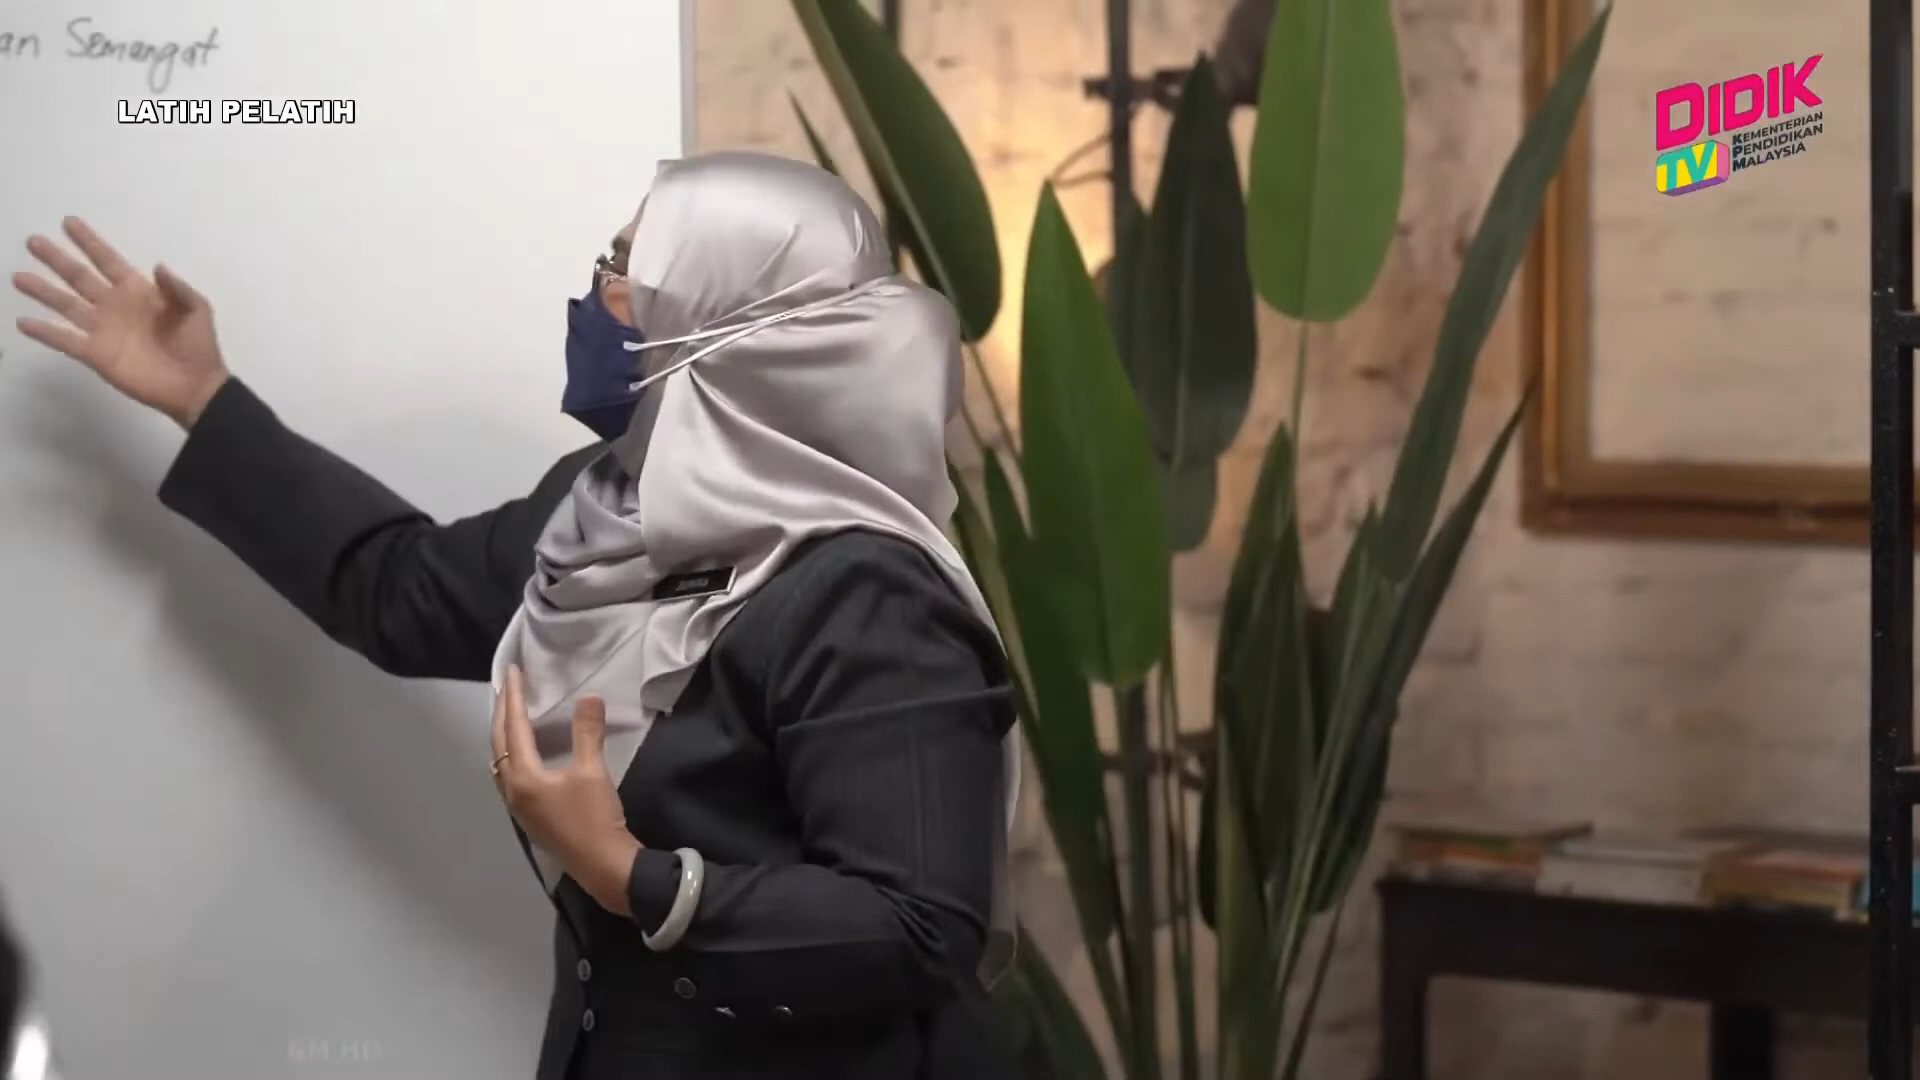 an Semangat
LATIH PELATIH
DIDIK
TV
KEMENTERIAN
PENDIDIKAN
MALAYSIA